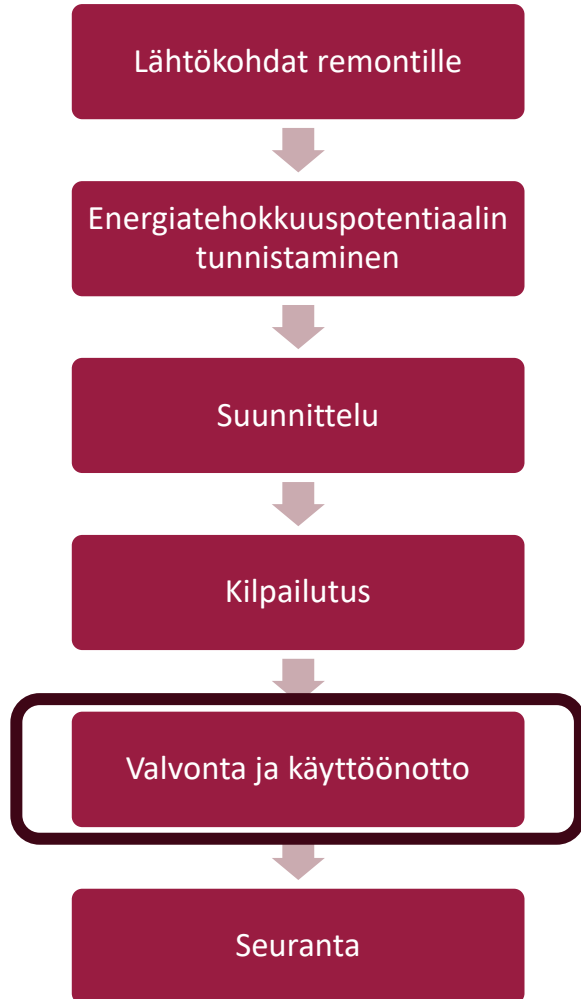 Lähtökohdat remontille
Energiatehokkuuspotentiaalin
tunnistaminen
Suunnittelu
Kilpailutus
Valvonta ja käyttöönotto
Seuranta